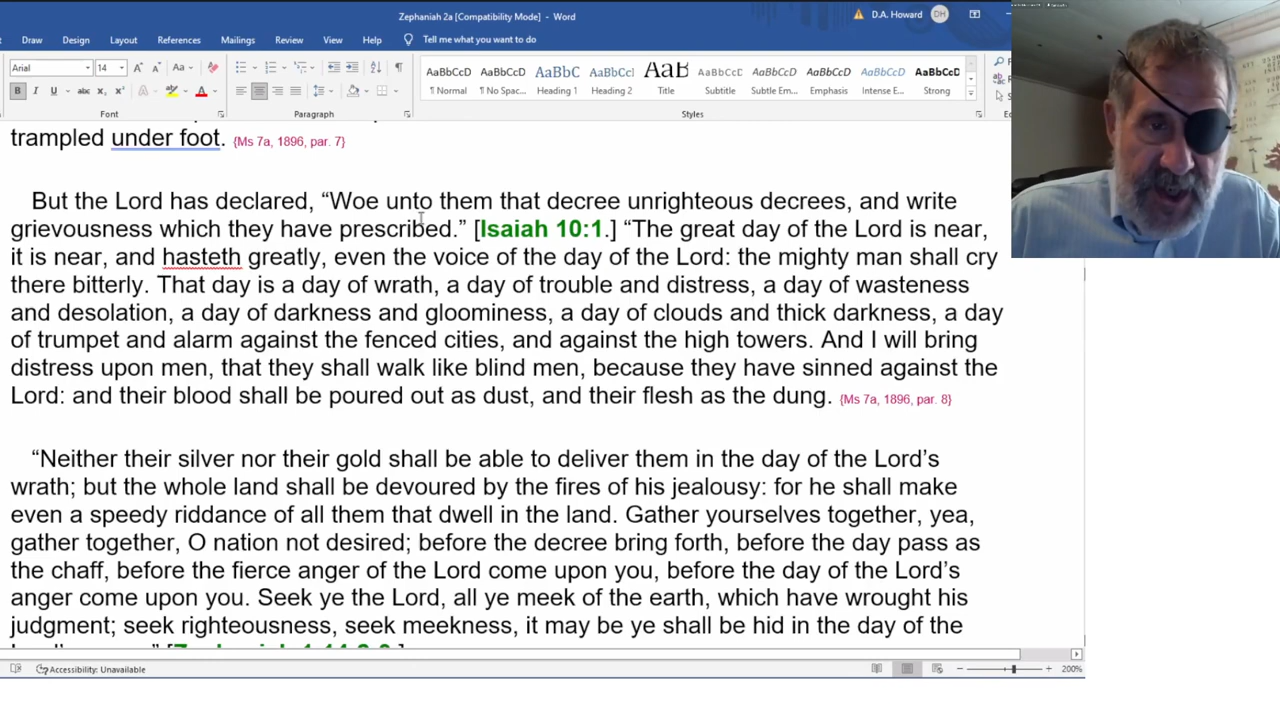 Zephaniah 2a [Compatibility Mode] - Word
D.A. Howard DH
Draw Design Layout References Mailings Review View Help Tell me what you want to do
Arial 14
AaBbCcD AaBbCcD AaBbC AaBbCcI AaB AaBbCcD AaBbCcD AaBbCcD AaBbCcD AaBbCcD
¶ Normal ¶ No Spac... Heading 1 Heading 2 Title Subtitle Subtle Em... Emphasis Intense E... Strong
Font Paragraph Styles
trampled under foot. {Ms 7a, 1896, par. 7}
But the Lord has declared, “Woe unto them that decree unrighteous decrees, and write
grievousness which they have prescribed.” [Isaiah 10:1.] “The great day of the Lord is near,
it is near, and hasteth greatly, even the voice of the day of the Lord: the mighty man shall cry
there bitterly. That day is a day of wrath, a day of trouble and distress, a day of wasteness
and desolation, a day of darkness and gloominess, a day of clouds and thick darkness, a day
of trumpet and alarm against the fenced cities, and against the high towers. And I will bring
distress upon men, that they shall walk like blind men, because they have sinned against the
Lord: and their blood shall be poured out as dust, and their flesh as the dung. {Ms 7a, 1896, par. 8}
“Neither their silver nor their gold shall be able to deliver them in the day of the Lord’s
wrath; but the whole land shall be devoured by the fires of his jealousy: for he shall make
even a speedy riddance of all them that dwell in the land. Gather yourselves together, yea,
gather together, O nation not desired; before the decree bring forth, before the day pass as
the chaff, before the fierce anger of the Lord come upon you, before the day of the Lord’s
anger come upon you. Seek ye the Lord, all ye meek of the earth, which have wrought his
judgment; seek righteousness, seek meekness, it may be ye shall be hid in the day of the
Accessibility: Unavailable
200%